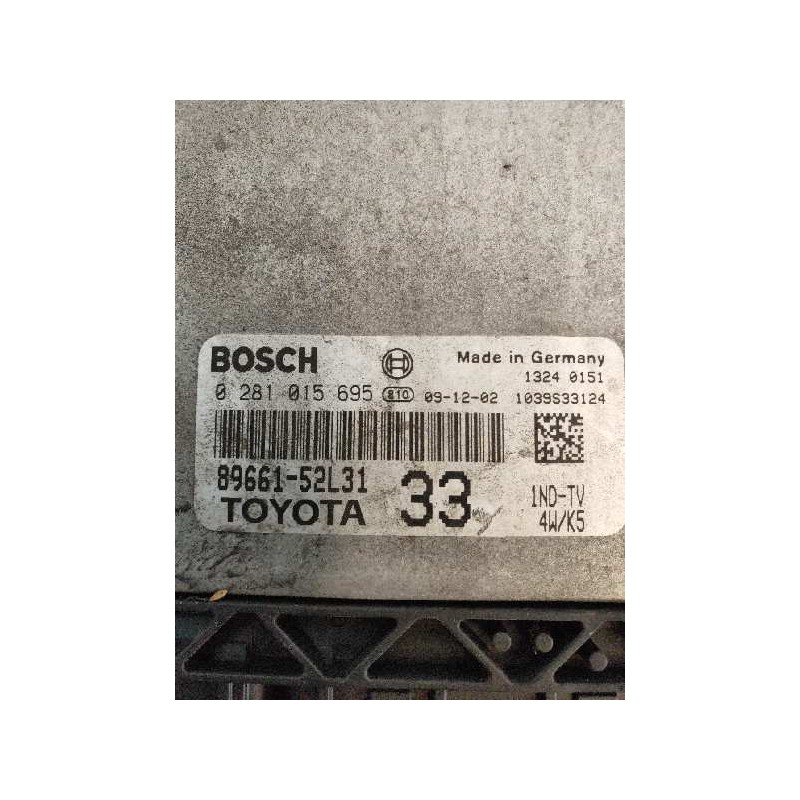 BOSCH
Made in Germany
1324 0151
0 281 015 695 S10 09-12-02 1039S33124
89661-52L31
TOYOTA
33
1ND-TV
4W/K5